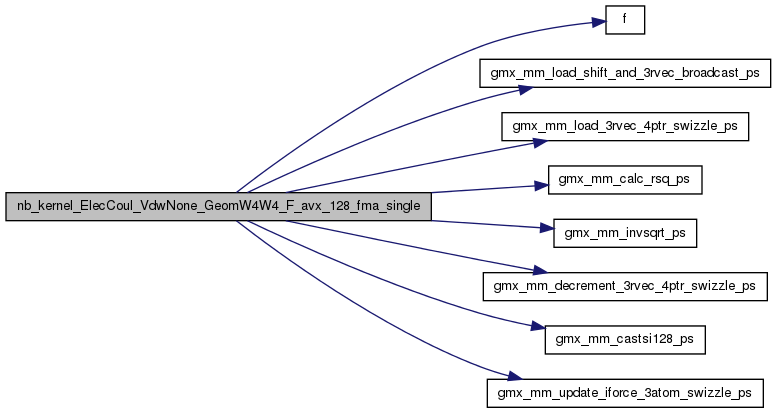 f
gmx_mm_load_shift_and_3rvec_broadcast_ps
gmx_mm_load_3rvec_4ptr_swizzle_ps
gmx_mm_calc_rsq_ps
nb_kernel_ElecCoul_VdwNone_GeomW4W4_F_avx_128_fma_single
gmx_mm_invsqrt_ps
gmx_mm_decrement_3rvec_4ptr_swizzle_ps
gmx_mm_castsi128_ps
gmx_mm_update_iforce_3atom_swizzle_ps